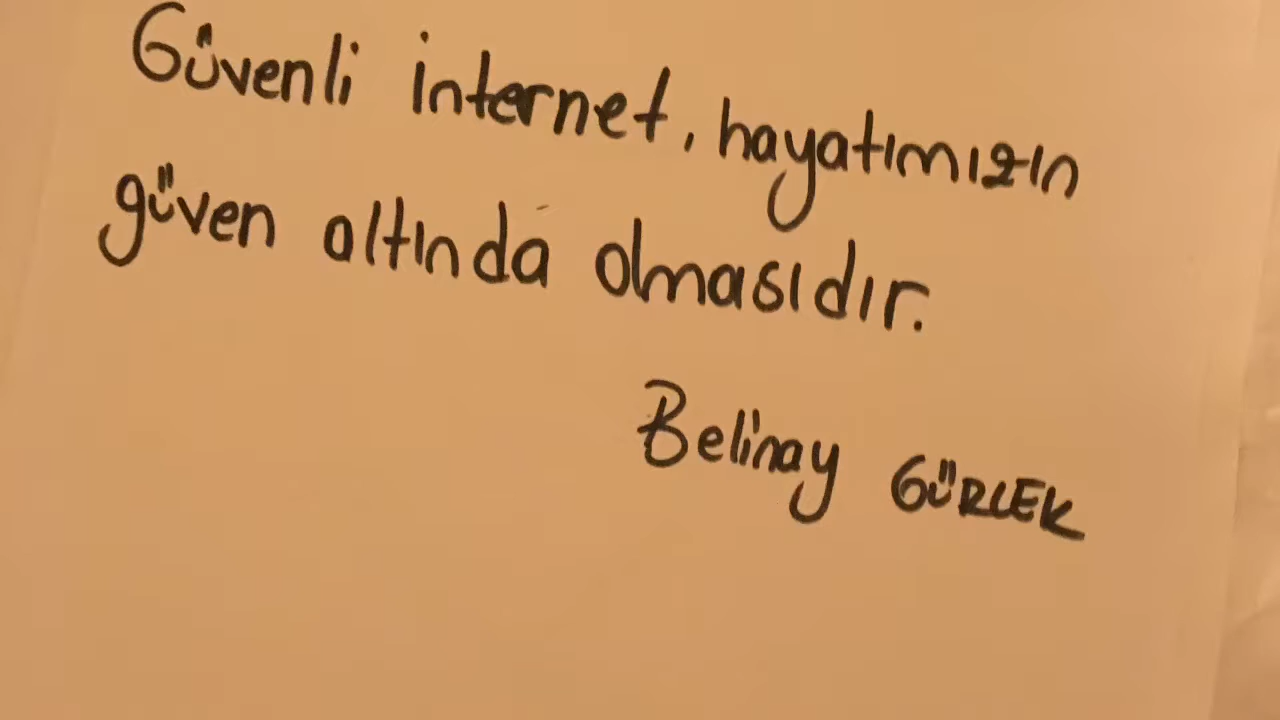 Güvenli internet, hayatımızın
güven altında olmasıdır.
Belinay GÜRLEK